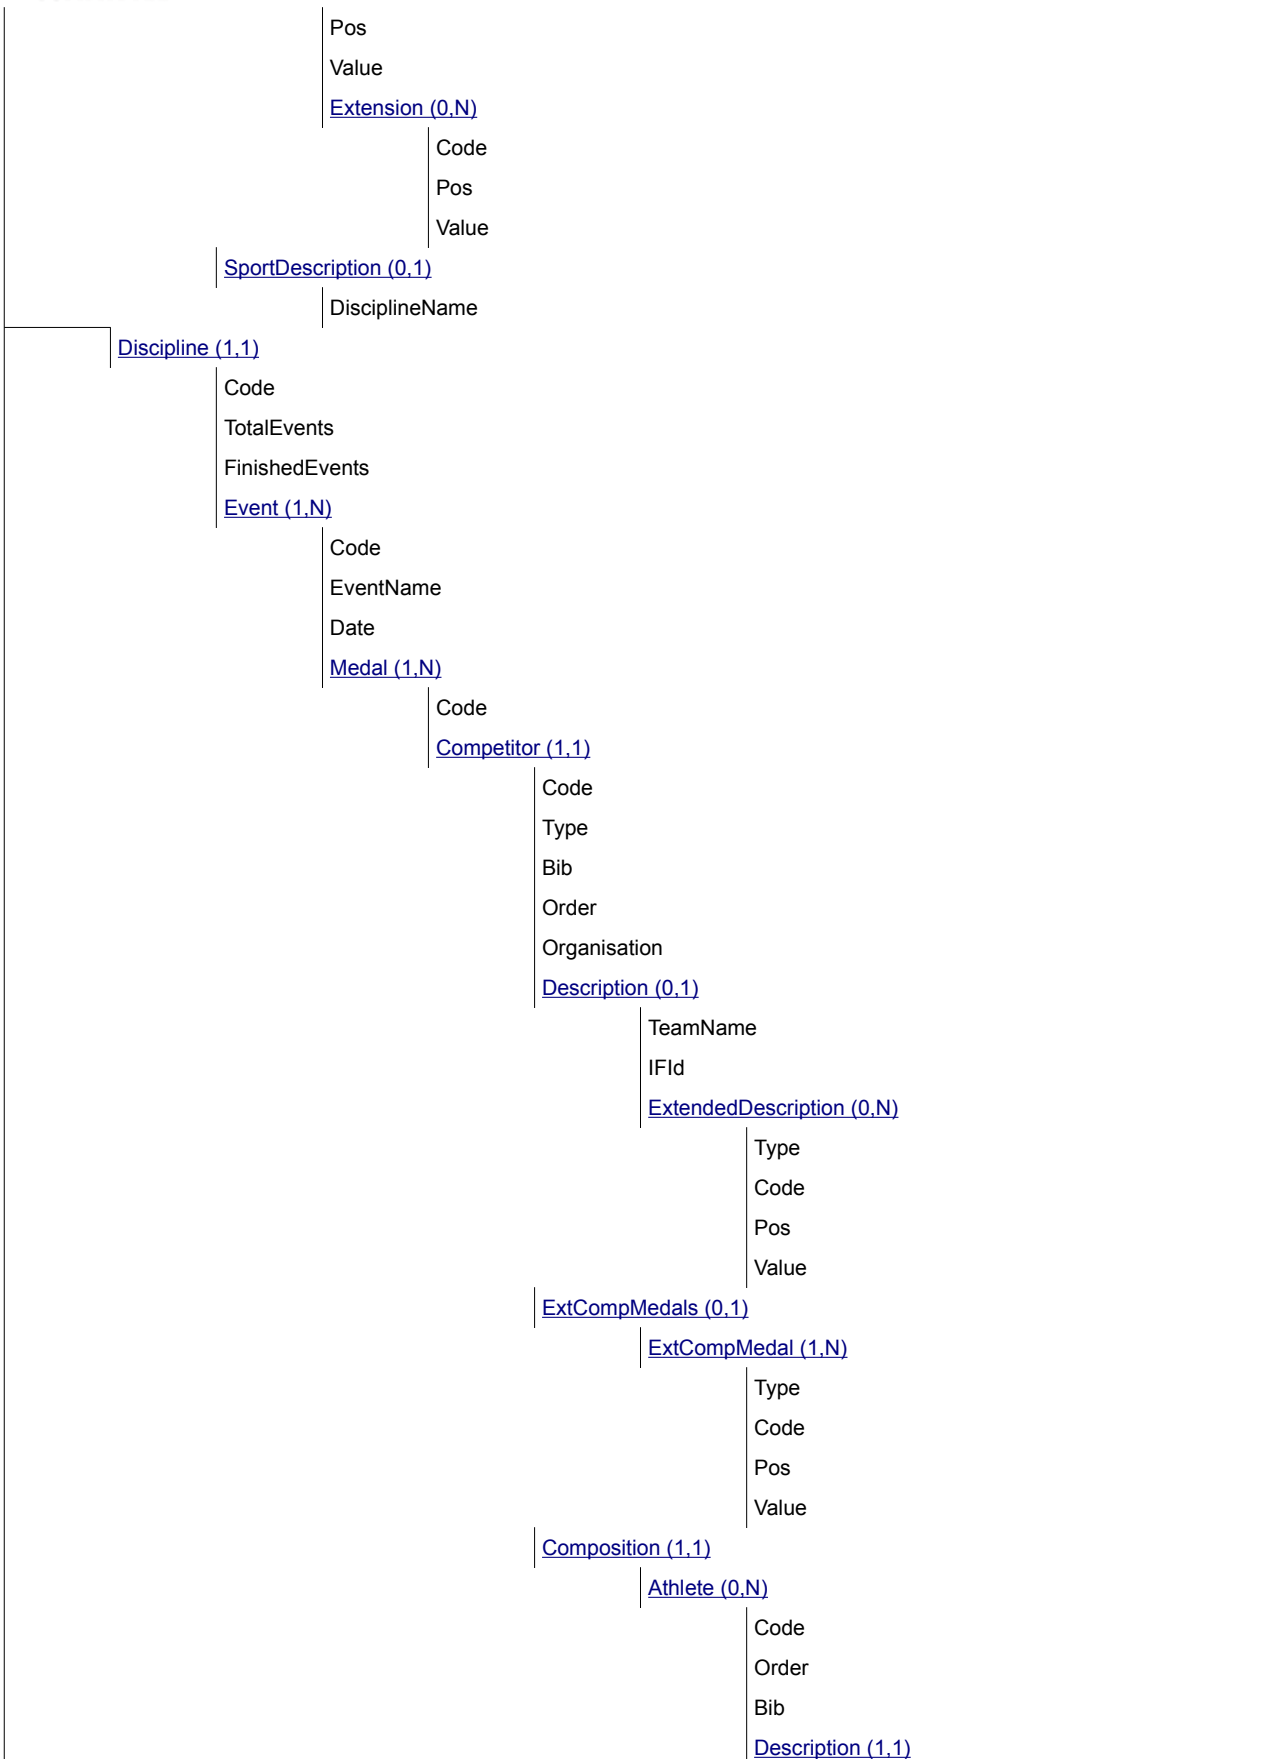 Pos
Value
Extension (0,N)
Code
Pos
Value
SportDescription (0,1)
DisciplineName
Discipline (1,1)
Code
TotalEvents
FinishedEvents
Event (1,N)
Code
EventName
Date
Medal (1,N)
Code
Competitor (1,1)
Code
Type
Bib
Order
Organisation
Description (0,1)
TeamName
IFId
ExtendedDescription (0,N)
Type
Code
Pos
Value
ExtCompMedals (0,1)
ExtCompMedal (1,N)
Type
Code
Pos
Value
Composition (1,1)
Athlete (0,N)
Code
Order
Bib
Description (1,1)